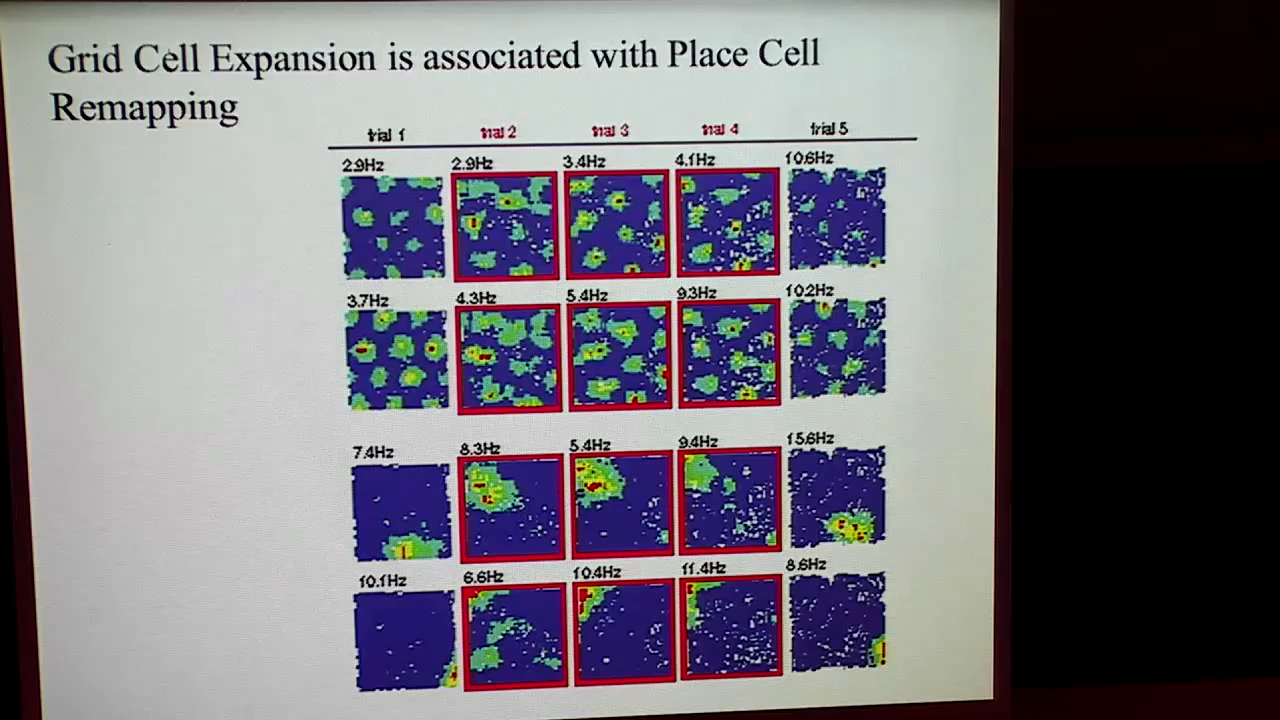 Grid Cell Expansion is associated with Place Cell
Remapping
trial 1 trial 2 trial 3 trial 4 trial 5
2.9Hz 2.9Hz 3.4Hz 4.1Hz 10.6Hz
3.7Hz 4.3Hz 5.4Hz 9.3Hz 10.2Hz
7.4Hz 8.3Hz 5.4Hz 9.4Hz 15.6Hz
10.1Hz 6.6Hz 10.4Hz 11.4Hz 8.6Hz